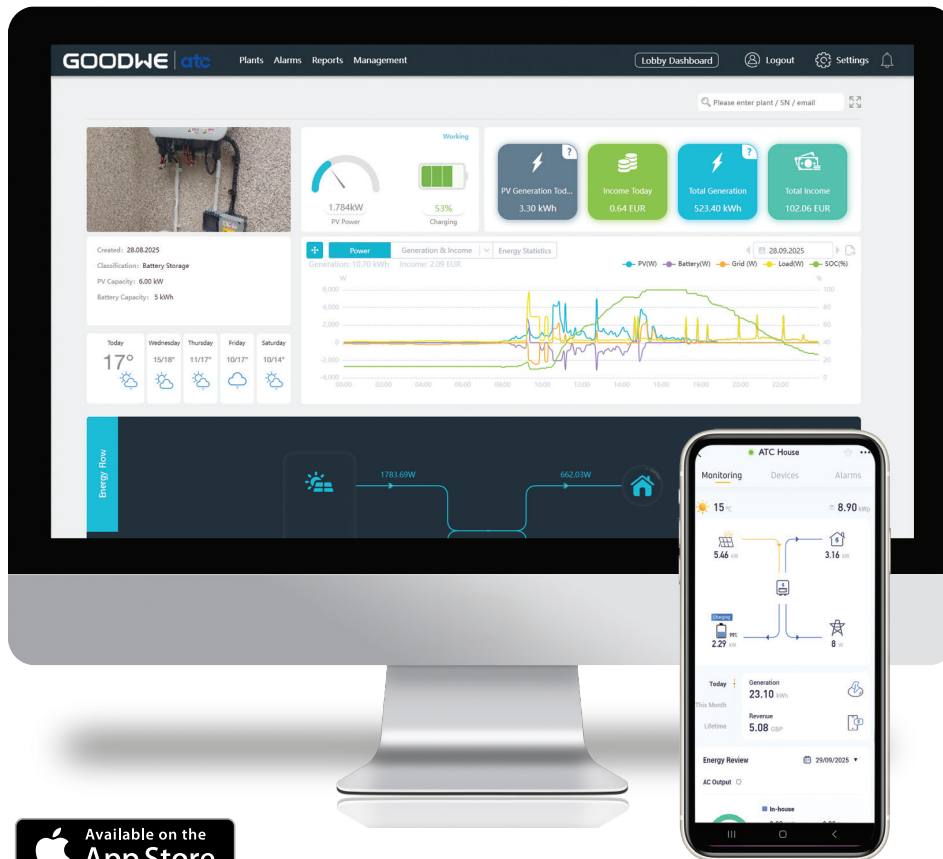 GOODWE atc Plants Alarms Reports Management Lobby Dashboard Logout Settings
Please enter plant / SN / email
Working
1.784kW
PV Power
53%
Charging
?
PV Generation Tod...
3.30 kWh
Income Today
0.64 EUR
?
Total Generation
523.40 kWh
Total Income
102.06 EUR
Created: 28.08.2025
Classification: Battery Storage
PV Capacity: 6.00 kW
Battery Capacity: 5 kWh
Power Generation & Income Energy Statistics 28.09.2025
Generation: 10.70 kWh Income: 2.09 EUR
PV(W) Battery(W) Grid (W) Load(W) SOC(%)
W %
6,000 100
4,000 80
2,000 60
0 40
-2,000 20
-4,000 0
00:00 02:00 04:00 06:00 08:00 10:00 12:00 14:00 16:00 18:00 20:00 22:00
Today Wednesday Thursday Friday Saturday
17° 15/18° 11/17° 10/17° 10/14°
Energy Flow
1783.69W 662.03W
ATC House
Monitoring Devices Alarms
15 °C 8.90 kWp
5.46 kW 3.16 kW
Charging
99%
2.29 kW 8 W
Today
This Month
Lifetime
Generation
23.10 kWh
Revenue
5.08 GBP
Energy Review 29/09/2025
AC Output
In-house
Available on the
App Store